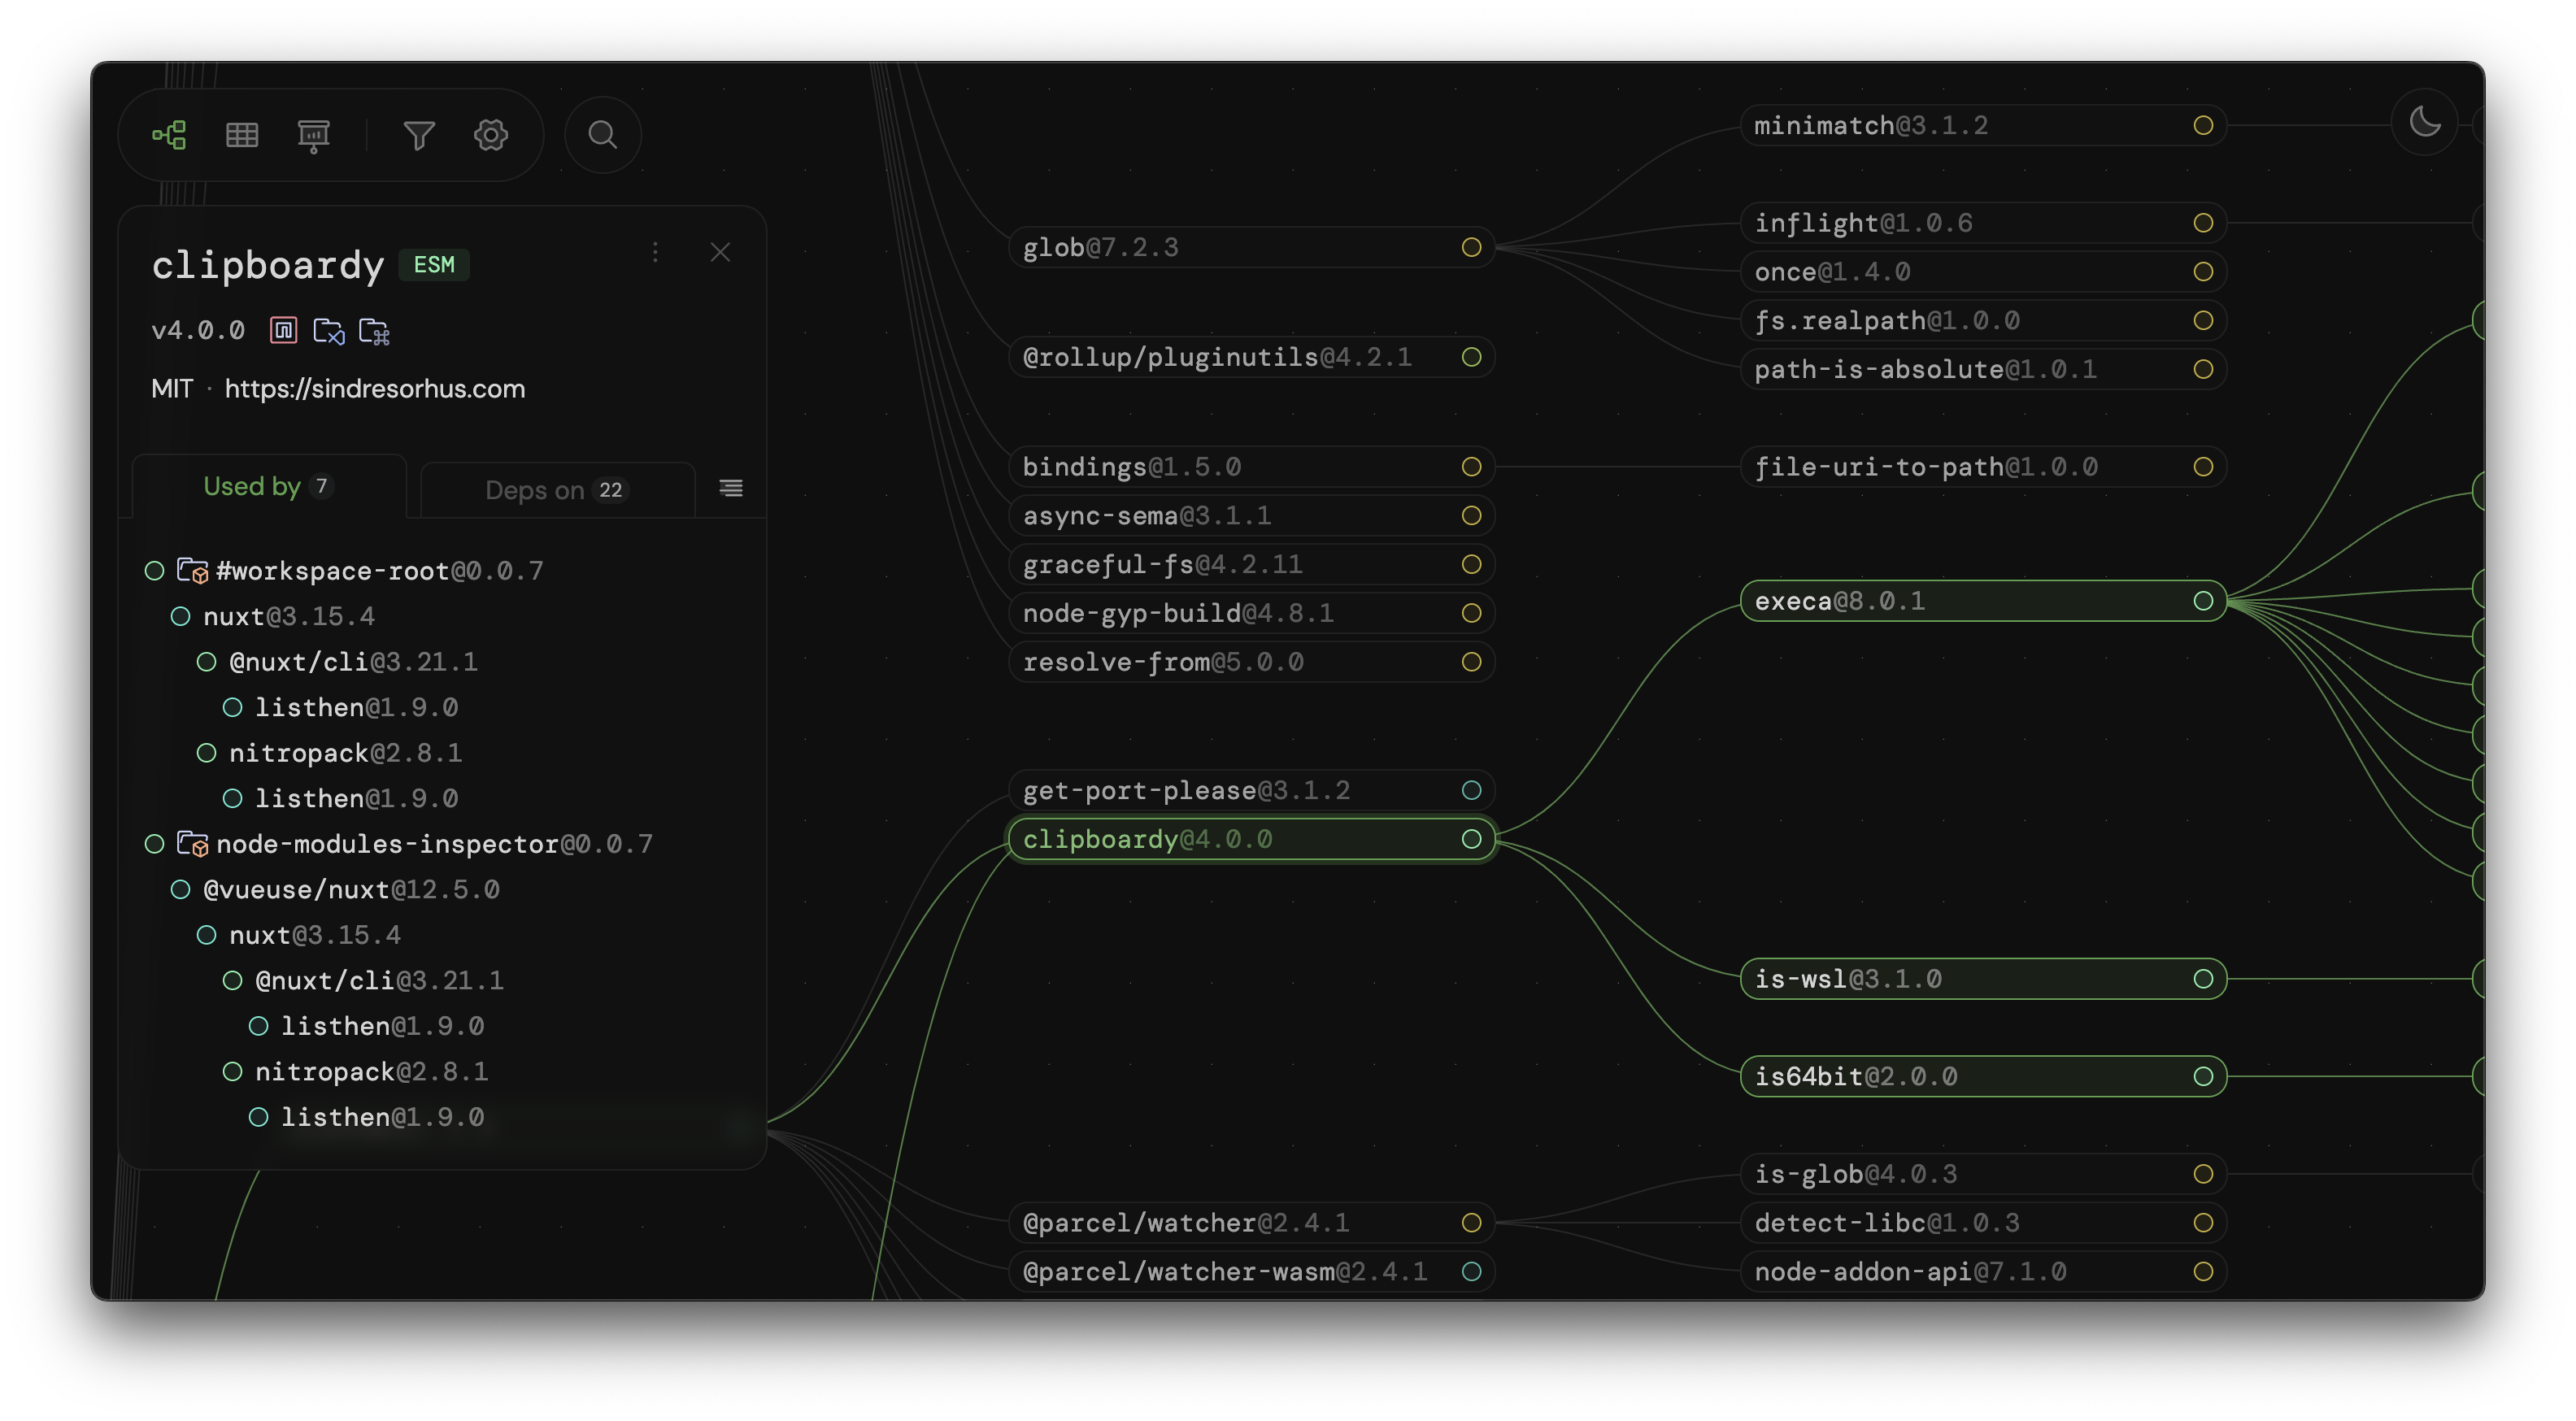 clipboardy ESM
v4.0.0
MIT · https://sindresorhus.com
Used by 7
Deps on 22
#workspace-root@0.0.7
nuxt@3.15.4
@nuxt/cli@3.21.1
listhen@1.9.0
nitropack@2.8.1
listhen@1.9.0
node-modules-inspector@0.0.7
@vueuse/nuxt@12.5.0
nuxt@3.15.4
@nuxt/cli@3.21.1
listhen@1.9.0
nitropack@2.8.1
listhen@1.9.0
glob@7.2.3
@rollup/pluginutils@4.2.1
bindings@1.5.0
async-sema@3.1.1
graceful-fs@4.2.11
node-gyp-build@4.8.1
resolve-from@5.0.0
get-port-please@3.1.2
clipboardy@4.0.0
@parcel/watcher@2.4.1
@parcel/watcher-wasm@2.4.1
minimatch@3.1.2
inflight@1.0.6
once@1.4.0
fs.realpath@1.0.0
path-is-absolute@1.0.1
file-uri-to-path@1.0.0
execa@8.0.1
is-wsl@3.1.0
is64bit@2.0.0
is-glob@4.0.3
detect-libc@1.0.3
node-addon-api@7.1.0